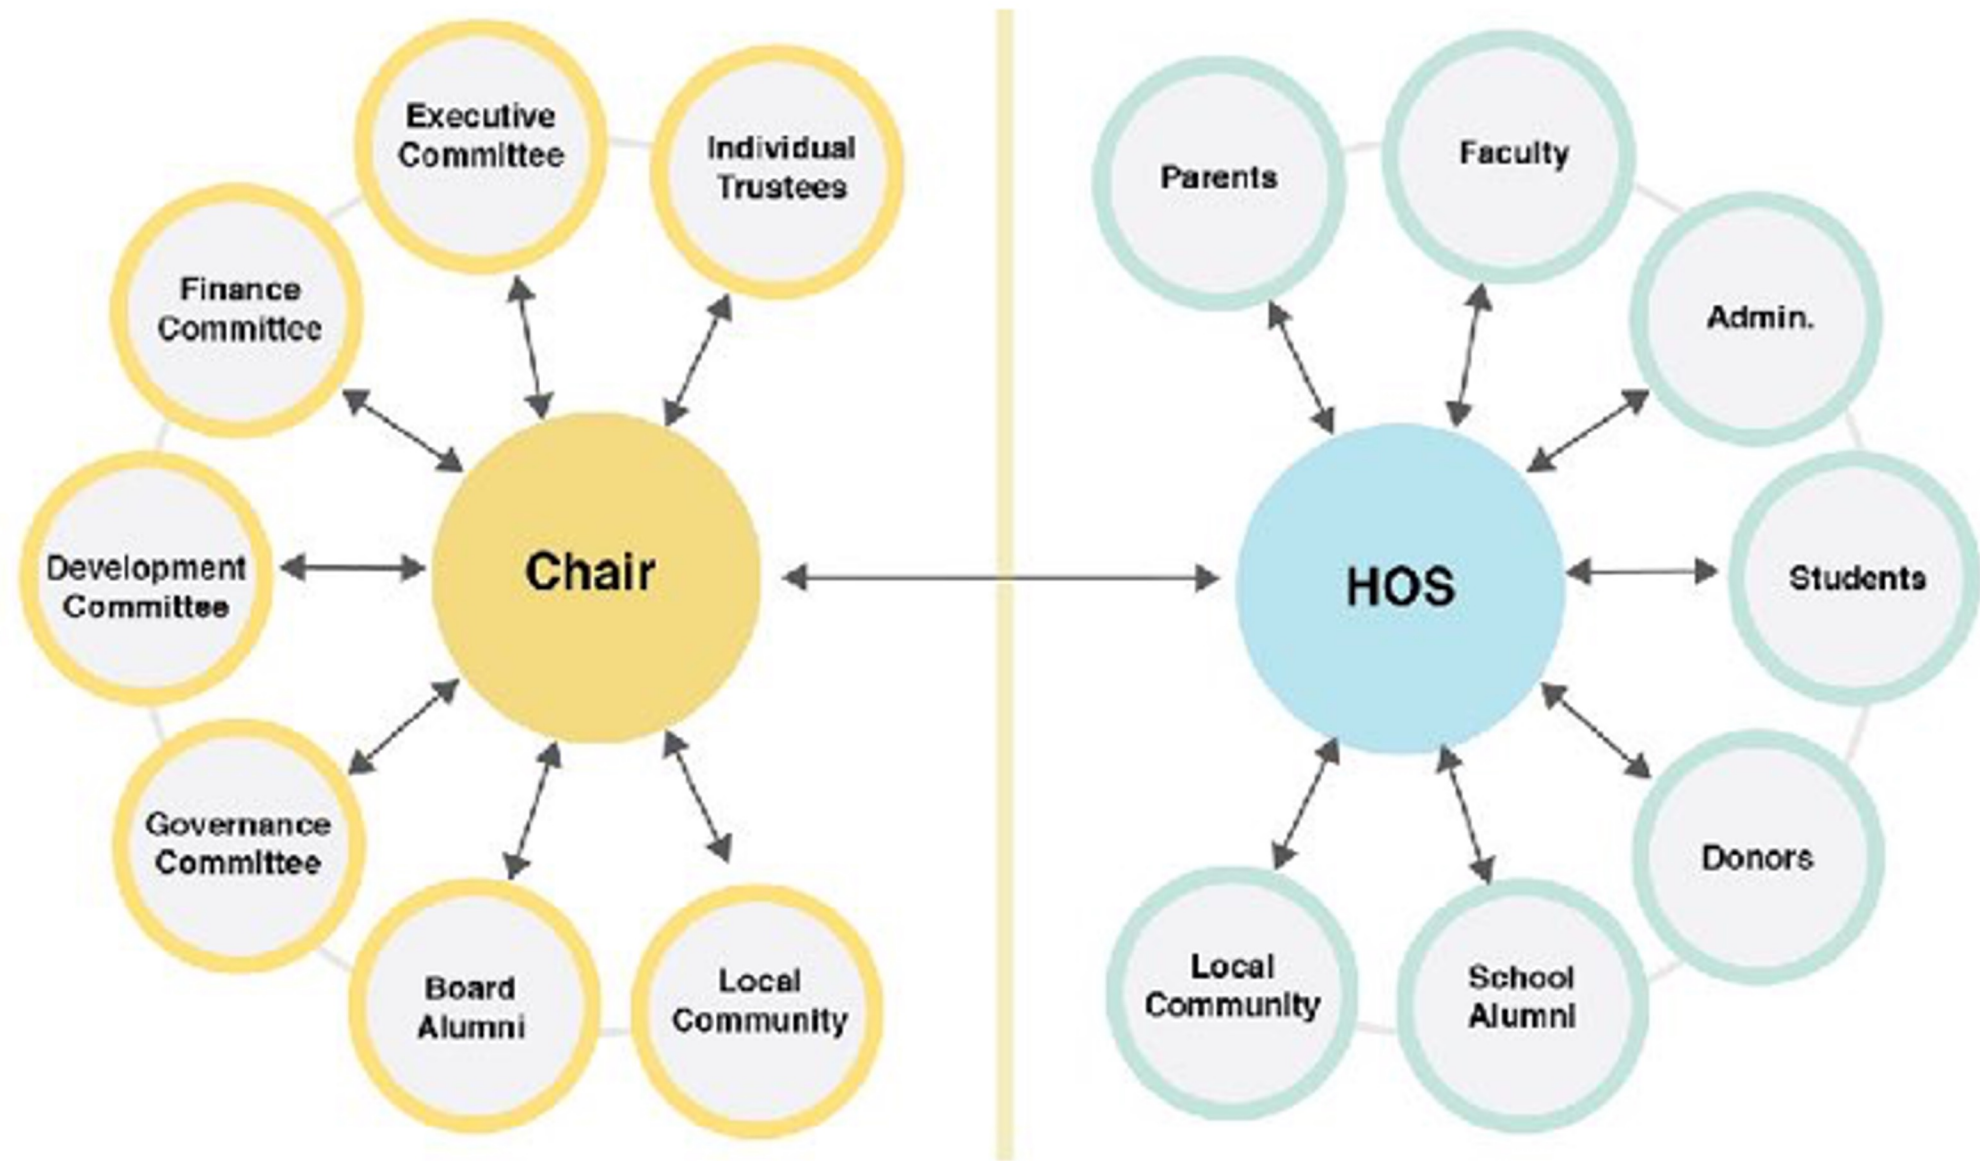 Executive
Committee
Individual
Trustees
Finance
Committee
Development
Committee
Chair
Governance
Committee
Board
Alumni
Local
Community
Parents
Faculty
Admin.
HOS
Students
Donors
Local
Community
School
Alumni